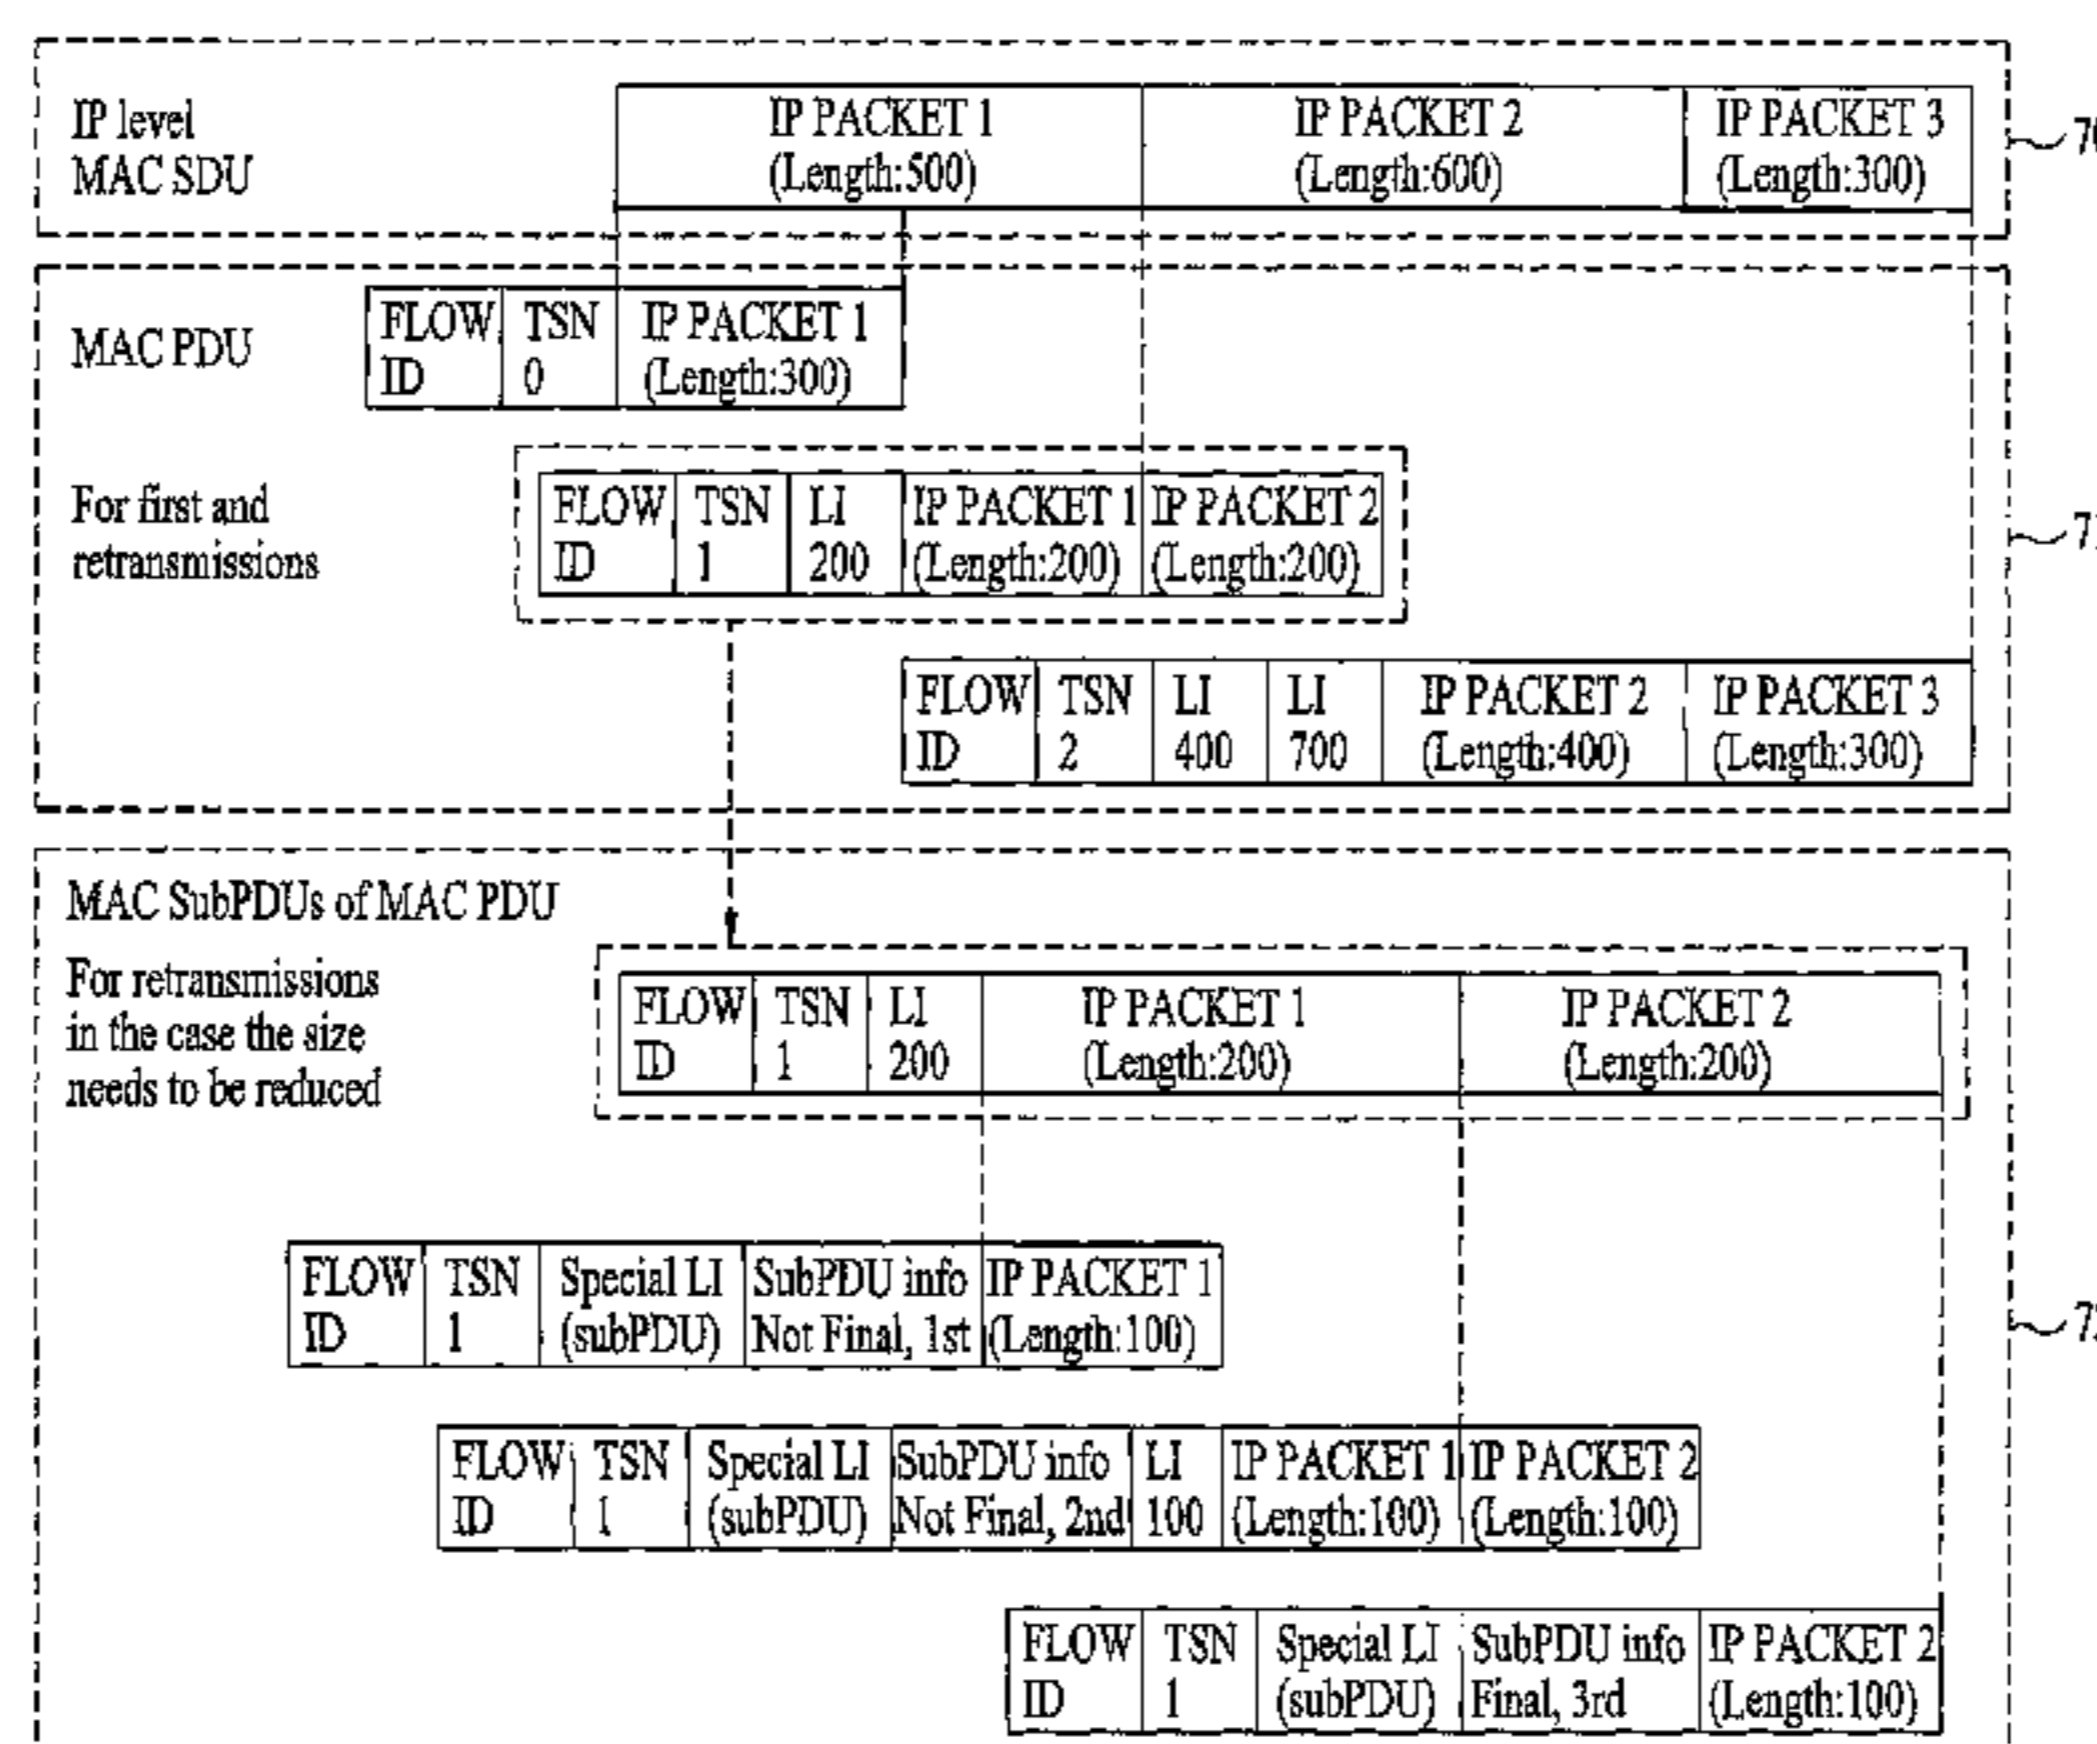 IP level
MAC SDU
IP PACKET 1
(Length:500)
IP PACKET 2
(Length:600)
IP PACKET 3
(Length:300)
MAC PDU
FLOW
ID
TSN
0
IP PACKET 1
(Length:300)
For first and
retransmissions
FLOW
ID
TSN
1
LI
200
IP PACKET 1
(Length:200)
IP PACKET 2
(Length:200)
FLOW
ID
TSN
2
LI
400
LI
700
IP PACKET 2
(Length:400)
IP PACKET 3
(Length:300)
MAC SubPDUs of MAC PDU
For retransmissions
in the case the size
needs to be reduced
FLOW
ID
TSN
1
LI
200
IP PACKET 1
(Length:200)
IP PACKET 2
(Length:200)
FLOW
ID
TSN
1
Special LI
(subPDU)
SubPDU info
Not Final, 1st
IP PACKET 1
(Length:100)
FLOW
ID
TSN
1
Special LI
(subPDU)
SubPDU info
Not Final, 2nd
LI
100
IP PACKET 1
(Length:100)
IP PACKET 2
(Length:100)
FLOW
ID
TSN
1
Special LI
(subPDU)
SubPDU info
Final, 3rd
IP PACKET 2
(Length:100)